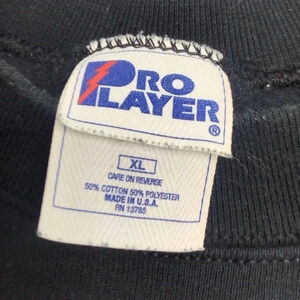 PRO
PLAYER®
XL
CARE ON REVERSE
50% COTTON 50% POLYESTER
MADE IN U.S.A.
RN 13765